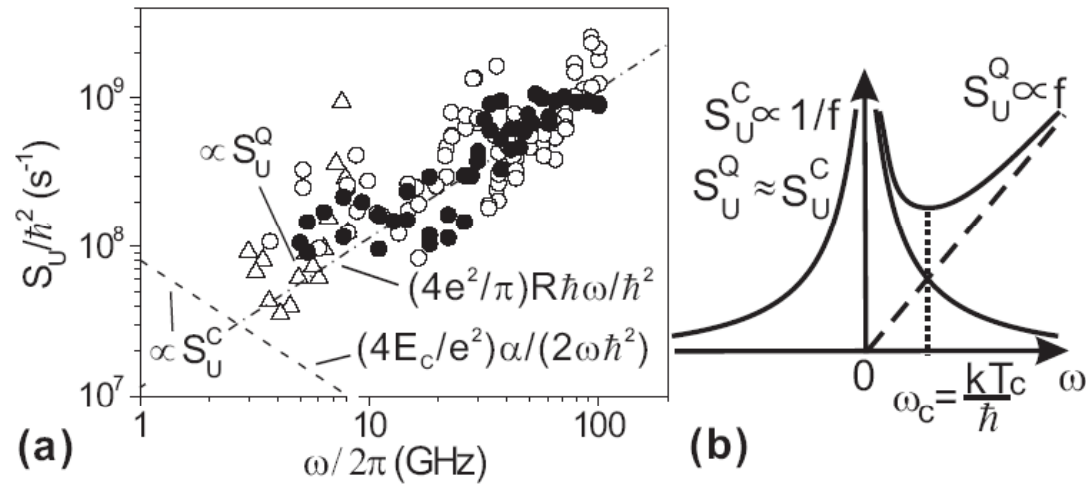 10⁹
10⁸
10⁷
S_U/ħ² (s⁻¹)
∝ S_U^Q
(4e²/π)Rħω/ħ²
∝ S_U^C
(4E_c/e²)α/(2ωħ²)
1
10
100
ω/2π (GHz)
(a)
S_U^C ∝ 1/f
S_U^Q ∝ f
S_U^Q ≈ S_U^C
0
ω
ω_c = kT_c/ħ
(b)